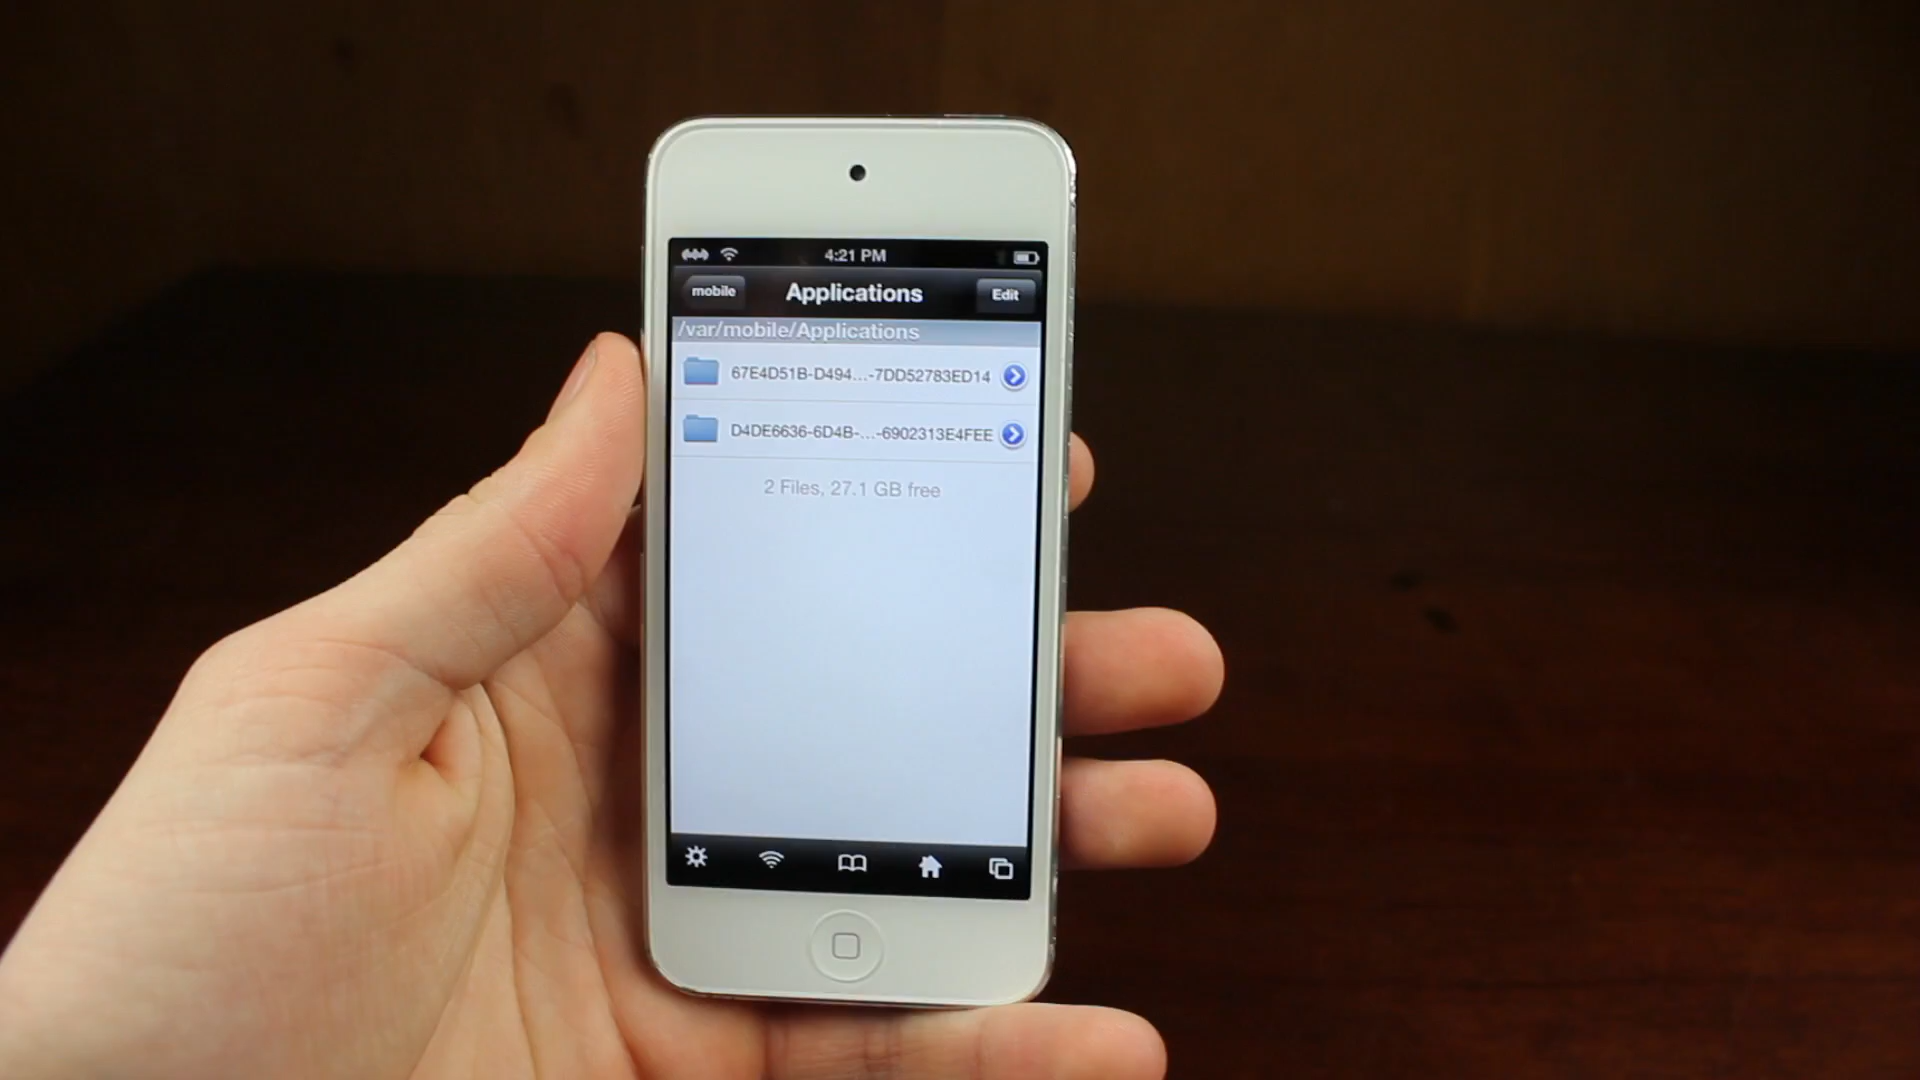 4:21 PM
mobile
Applications
Edit
/var/mobile/Applications
67E4D51B-D494...-7DD52783ED14
D4DE6636-6D4B-...-6902313E4FEE
2 Files, 27.1 GB free